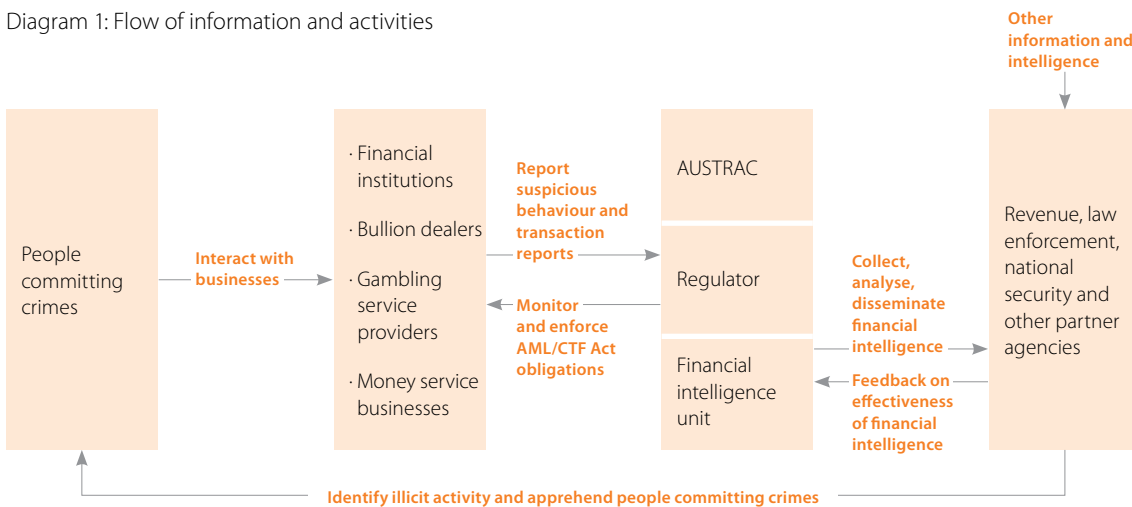 Diagram 1: Flow of information and activities
Other
information and
intelligence
People
committing
crimes
Interact with
businesses
· Financial
institutions
· Bullion dealers
· Gambling
service
providers
· Money service
businesses
Report
suspicious
behaviour and
transaction
reports
Monitor
and enforce
AML/CTF Act
obligations
AUSTRAC
Regulator
Financial
intelligence
unit
Collect,
analyse,
disseminate
financial
intelligence
Feedback on
effectiveness
of financial
intelligence
Revenue, law
enforcement,
national
security and
other partner
agencies
Identify illicit activity and apprehend people committing crimes